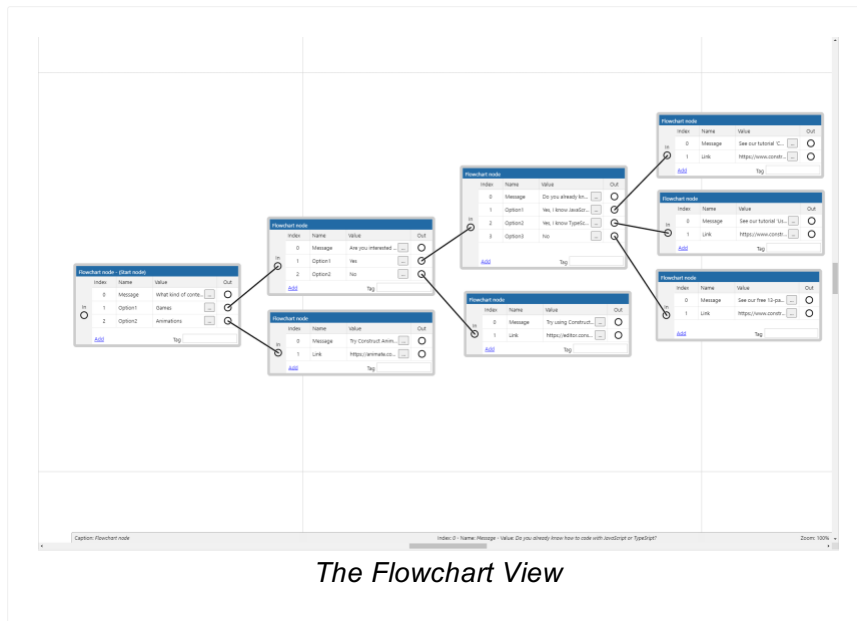 Flowchart node - (Start node)
Index Name Value Out
In
0 Message What kind of conte... ...
1 Option1 Games ...
2 Option2 Animations ...
Add Tag
Flowchart node
Index Name Value Out
In
0 Message Are you interested ... ...
1 Option1 Yes ...
2 Option2 No ...
Add Tag
Flowchart node
Index Name Value Out
In
0 Message Try Construct Anim... ...
1 Link https://animate.co... ...
Add Tag
Flowchart node
Index Name Value Out
In
0 Message Do you already kn... ...
1 Option1 Yes, I know JavaScr... ...
2 Option2 Yes, I know TypeSc... ...
3 Option3 No ...
Add Tag
Flowchart node
Index Name Value Out
In
0 Message Try using Construct... ...
1 Link https://editor.cons... ...
Add Tag
Flowchart node
Index Name Value Out
In
0 Message See our tutorial 'C... ...
1 Link https://www.constr... ...
Add Tag
Flowchart node
Index Name Value Out
In
0 Message See our tutorial 'Us... ...
1 Link https://www.constr... ...
Add Tag
Flowchart node
Index Name Value Out
In
0 Message See our free 13-pa... ...
1 Link https://www.constr... ...
Add Tag
Caption: Flowchart node Index: 0 - Name: Message - Value: Do you already know how to code with JavaScript or TypeScript? Zoom: 100%
The Flowchart View